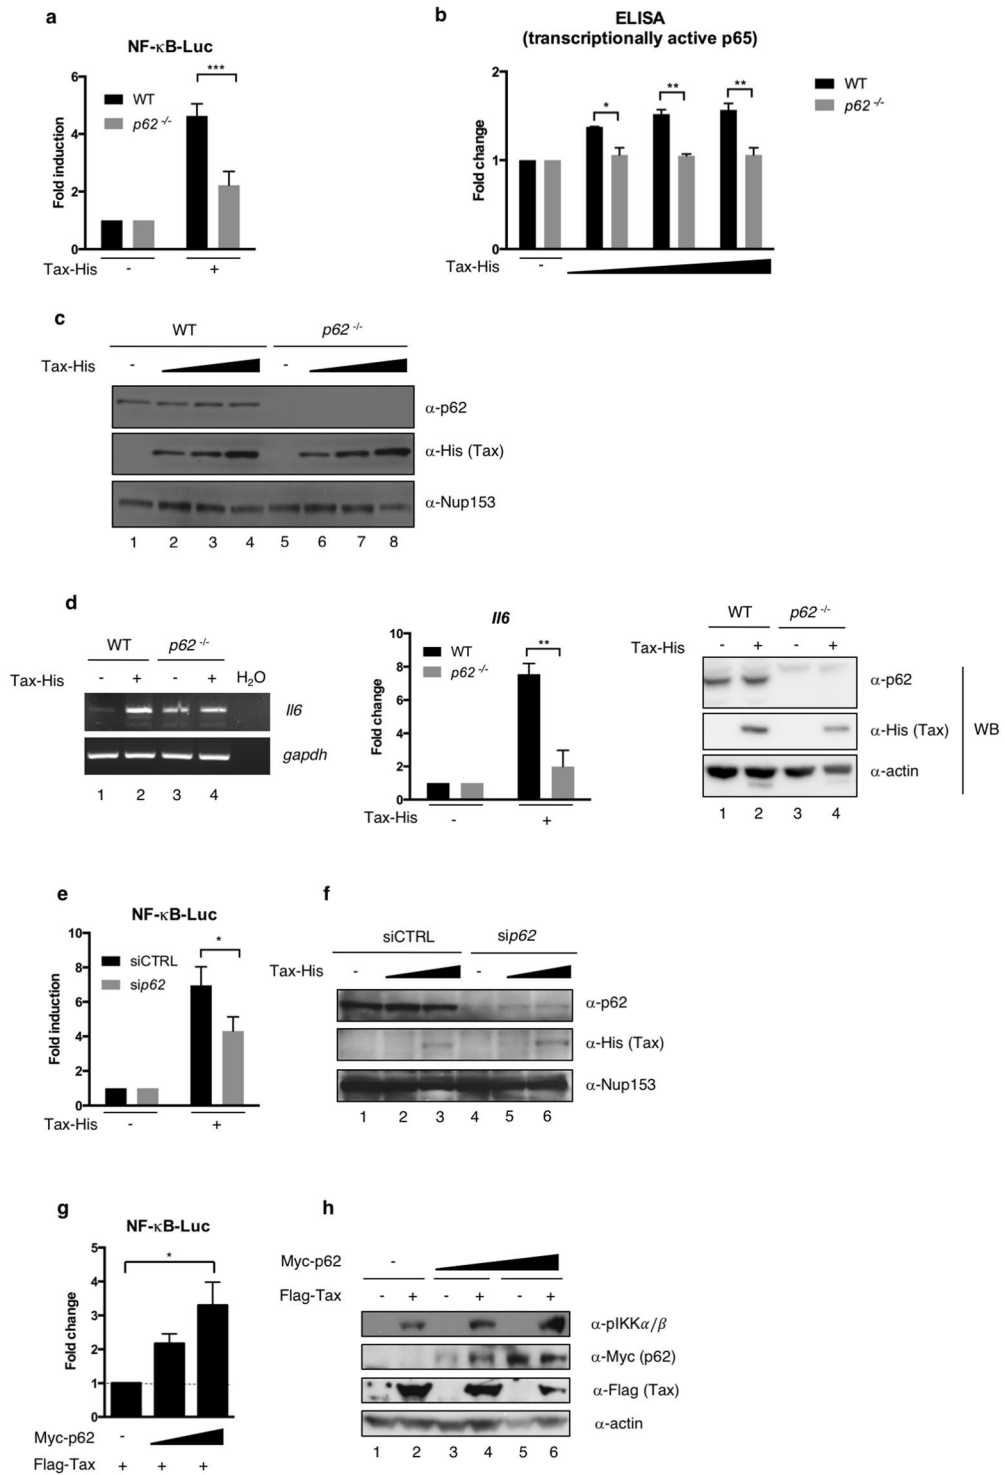 a
NF-κB-Luc
6
4
2
0
Fold induction
WT
p62 -/-
***
Tax-His - +
b
ELISA
(transcriptionally active p65)
2
1
0
Fold change
* ** **
WT
p62 -/-
Tax-His -
c
WT p62 -/-
Tax-His - -
α-p62
α-His (Tax)
α-Nup153
1 2 3 4 5 6 7 8
d
WT p62 -/-
Tax-His - + - + H2O
Il6
gapdh
1 2 3 4
Il6
10
8
6
4
2
0
Fold change
WT
p62 -/-
**
Tax-His - +
WT p62 -/-
Tax-His - + - +
α-p62
α-His (Tax)
α-actin
WB
1 2 3 4
e
NF-κB-Luc
10
8
6
4
2
0
Fold induction
siCTRL
sip62
*
Tax-His - +
f
siCTRL sip62
Tax-His - -
α-p62
α-His (Tax)
α-Nup153
1 2 3 4 5 6
g
NF-κB-Luc
5
4
3
2
1
0
Fold change
*
Myc-p62 -
Flag-Tax + + +
h
Myc-p62 -
Flag-Tax - + - + - +
α-pIKKα/β
α-Myc (p62)
α-Flag (Tax)
α-actin
1 2 3 4 5 6